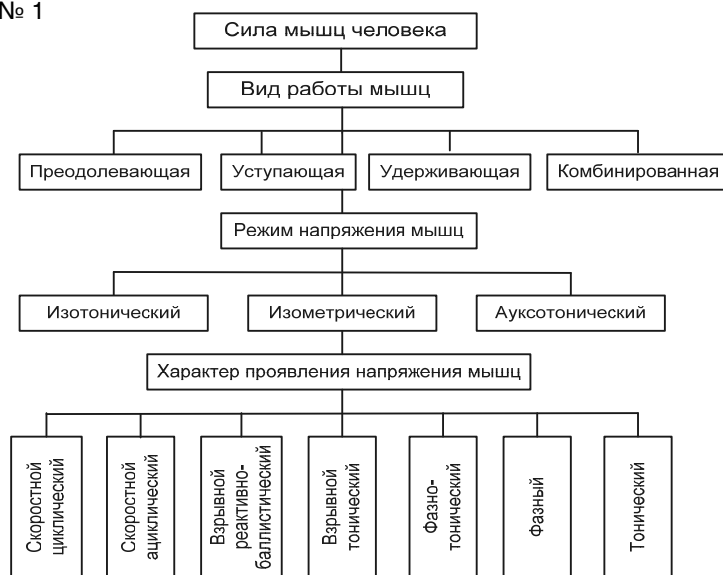 № 1
Сила мышц человека
Вид работы мышц
Преодолевающая
Уступающая
Удерживающая
Комбинированная
Режим напряжения мышц
Изотонический
Изометрический
Ауксотонический
Характер проявления напряжения мышц
Скоростной
циклический
Скоростной
ациклический
Взрывной
реактивно-
баллистический
Взрывной
тонический
Фазно-
тонический
Фазный
Тонический